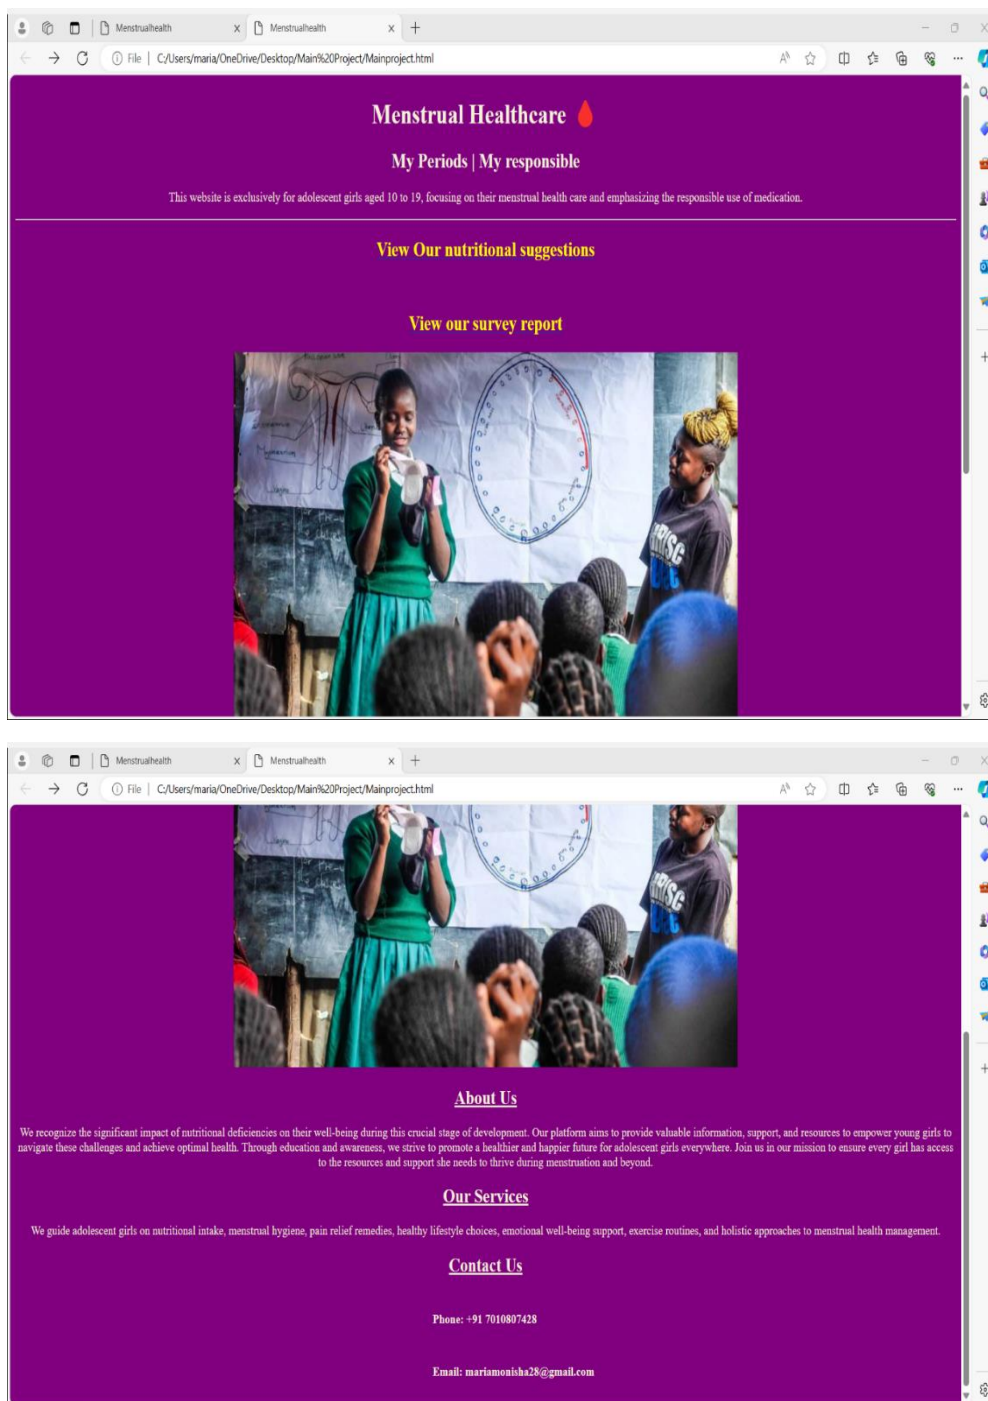 Menstrualhealth
Menstrualhealth
File
C:/Users/maria/OneDrive/Desktop/Main%20Project/Mainproject.html
Menstrual Healthcare
My Periods | My responsible
This website is exclusively for adolescent girls aged 10 to 19, focusing on their menstrual health care and emphasizing the responsible use of medication.
View Our nutritional suggestions
View our survey report
Menstrualhealth
Menstrualhealth
File
C:/Users/maria/OneDrive/Desktop/Main%20Project/Mainproject.html
About Us
We recognize the significant impact of nutritional deficiencies on their well-being during this crucial stage of development. Our platform aims to provide valuable information, support, and resources to empower young girls to
navigate these challenges and achieve optimal health. Through education and awareness, we strive to promote a healthier and happier future for adolescent girls everywhere. Join us in our mission to ensure every girl has access
to the resources and support she needs to thrive during menstruation and beyond.
Our Services
We guide adolescent girls on nutritional intake, menstrual hygiene, pain relief remedies, healthy lifestyle choices, emotional well-being support, exercise routines, and holistic approaches to menstrual health management.
Contact Us
Phone: +91 7010807428
Email: mariamonisha28@gmail.com